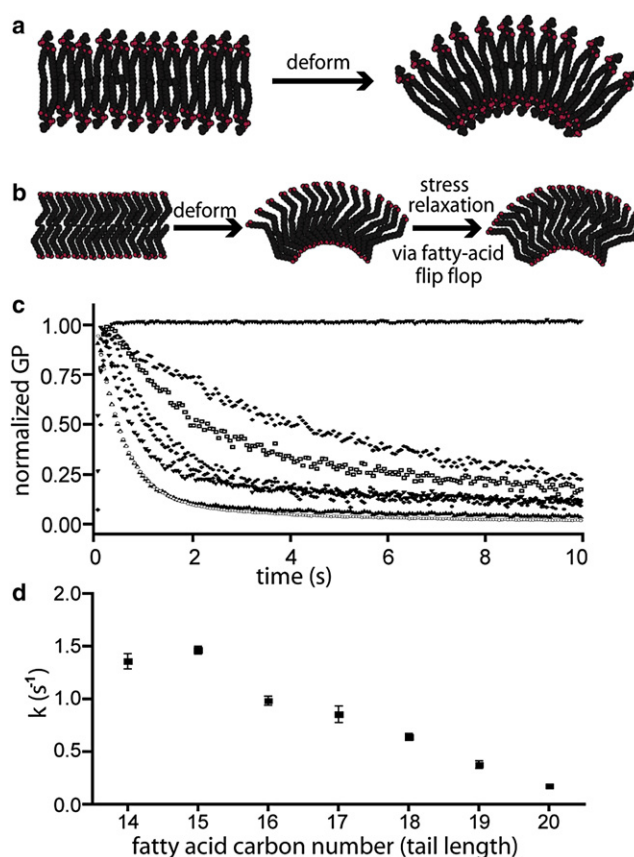 a
deform
b
deform
stress
relaxation
via fatty-acid
flip flop
c
normalized GP
1.00
0.75
0.50
0.25
0.00
0
2
4
6
8
10
time (s)
d
k (s⁻¹)
2.0
1.5
1.0
0.5
0.0
14
15
16
17
18
19
20
fatty acid carbon number (tail length)